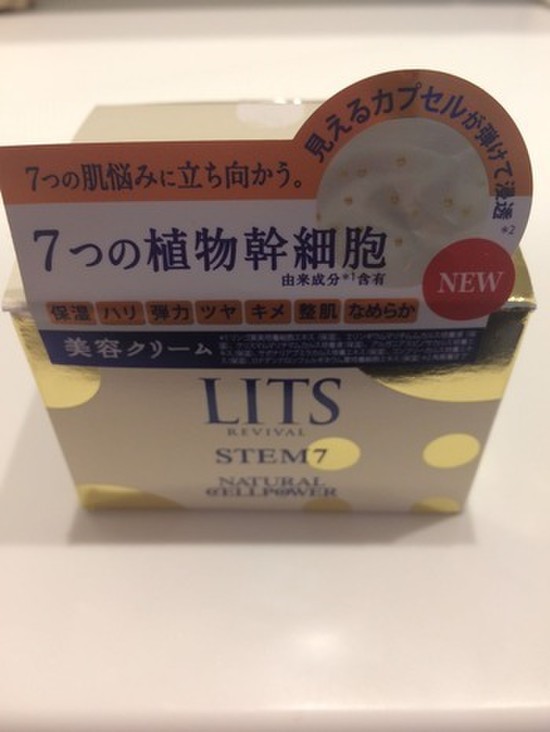 見えるカプセルが弾けて浸透*2
7つの肌悩みに立ち向かう。
7つの植物幹細胞
由来成分*1含有
NEW
保湿 ハリ 弾力 ツヤ キメ 整肌 なめらか
美容クリーム
LITS
REVIVAL
STEM7
NATURAL
CELLPOWER